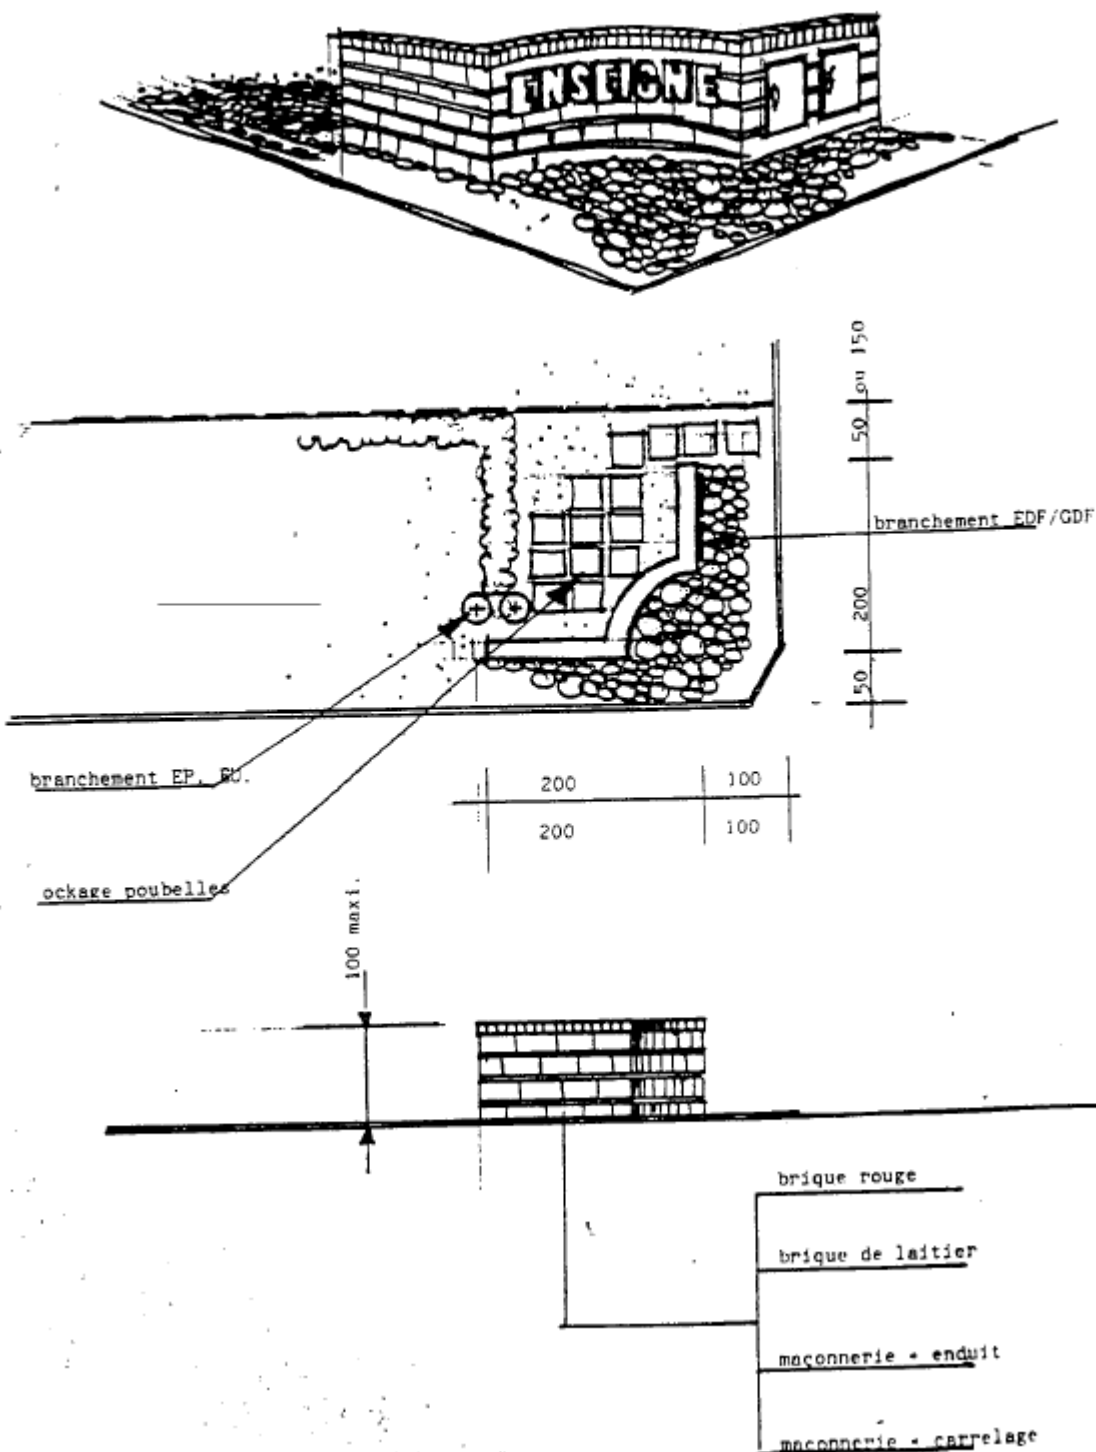 ENSEIGNE
50 ou 150
branchement EDF/GDF
200
50
branchement EP. EU.
200 100
200 100
ockage poubelles
100 maxi.
brique rouge
brique de laitier
maçonnerie + enduit
maçonnerie + carrelage